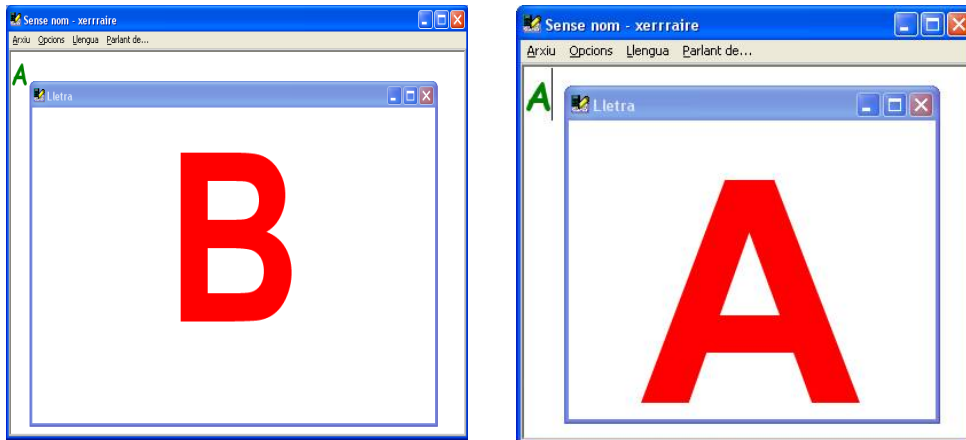 Sense nom - xerrraire
Arxiu Opcions Llengua Parlant de...
A
Lletra
B
Sense nom - xerrraire
Arxiu Opcions Llengua Parlant de...
A
Lletra
A